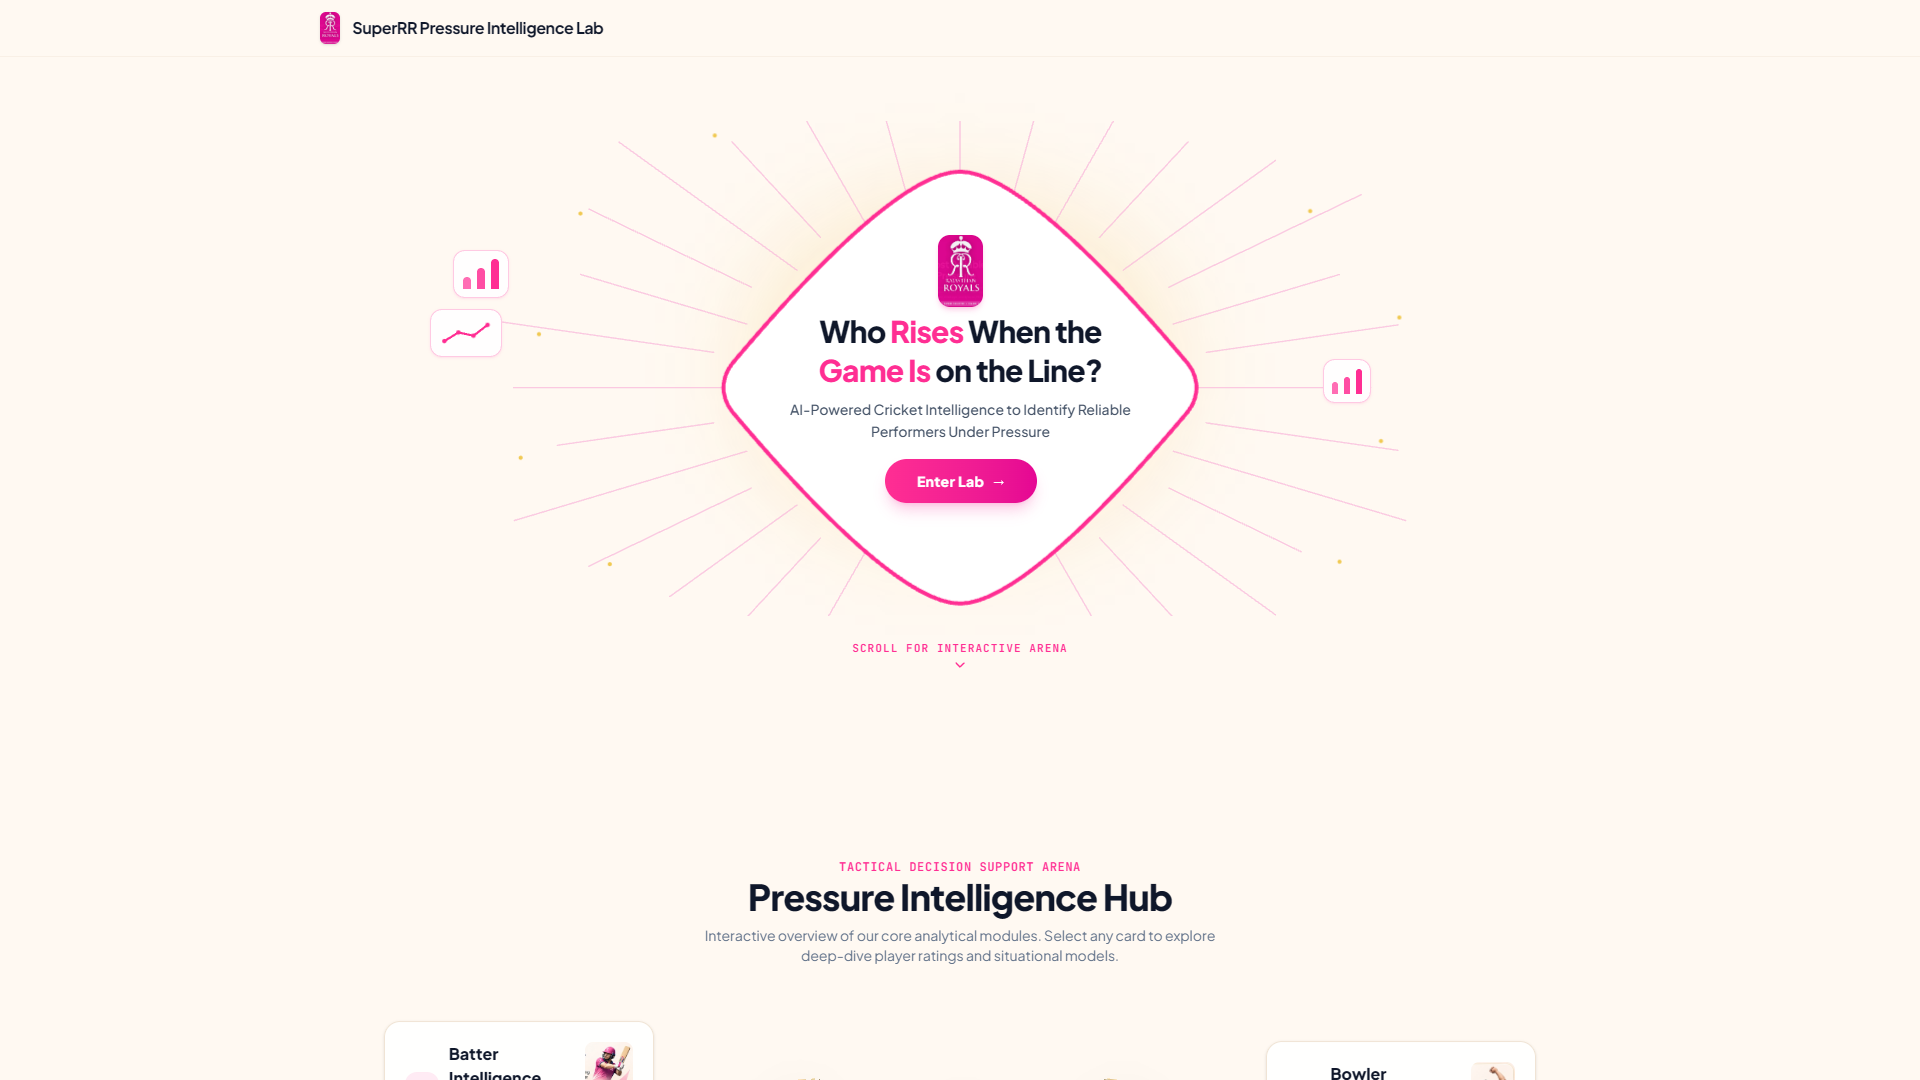 SuperRR Pressure Intelligence Lab
RAJASTHAN
ROYALS
Who Rises When the
Game Is on the Line?
AI-Powered Cricket Intelligence to Identify Reliable
Performers Under Pressure
Enter Lab →
SCROLL FOR INTERACTIVE ARENA
TACTICAL DECISION SUPPORT ARENA
Pressure Intelligence Hub
Interactive overview of our core analytical modules. Select any card to explore
deep-dive player ratings and situational models.
Batter
Intelligence
Bowler